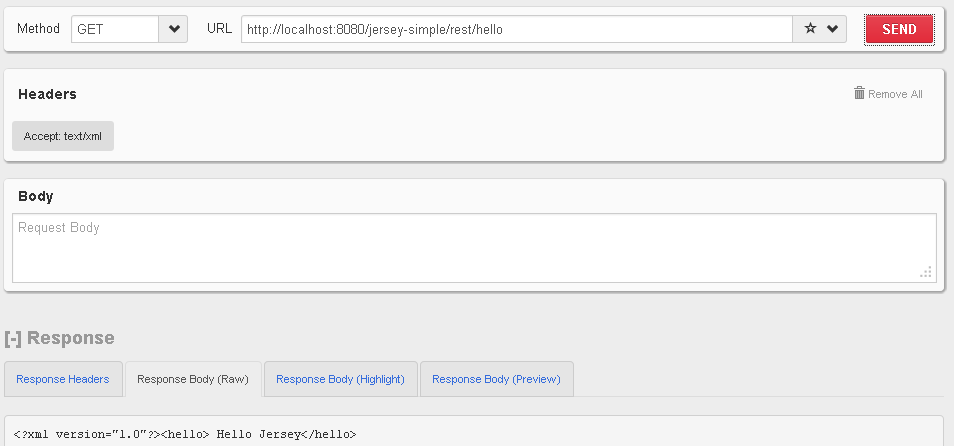 Method GET URL http://localhost:8080/jersey-simple/rest/hello SEND
Headers Remove All
Accept: text/xml
Body
Request Body
[-] Response
Response Headers Response Body (Raw) Response Body (Highlight) Response Body (Preview)
<?xml version="1.0"?><hello> Hello Jersey</hello>